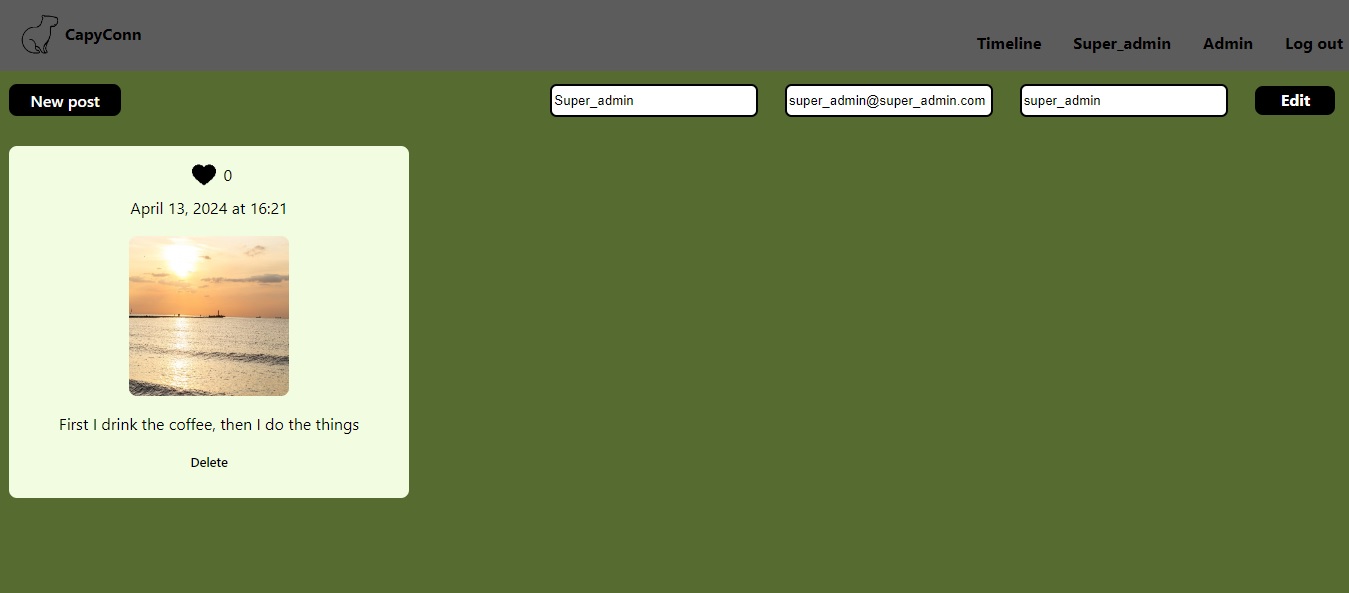 CapyConn
Timeline Super_admin Admin Log out
New post
Super_admin
super_admin@super_admin.com
super_admin
Edit
0
April 13, 2024 at 16:21
First I drink the coffee, then I do the things
Delete